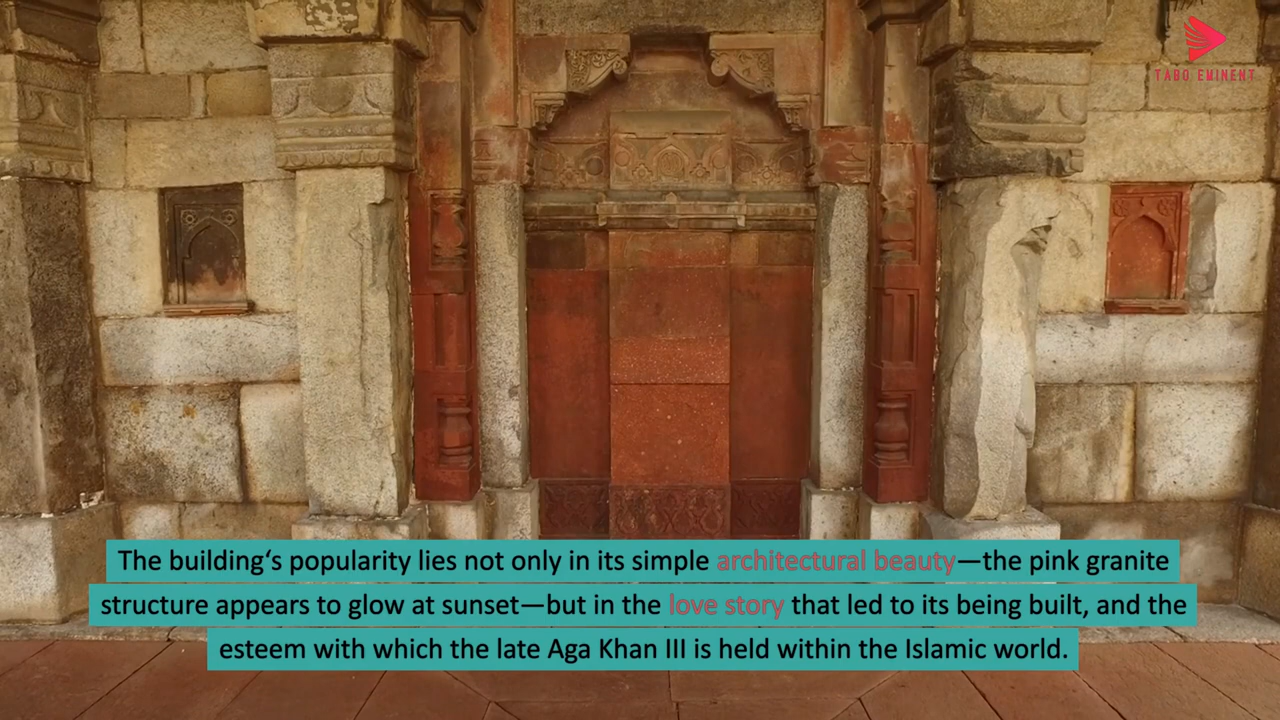 TABO EMINENT
The building‘s popularity lies not only in its simple architectural beauty—the pink granite
structure appears to glow at sunset—but in the love story that led to its being built, and the
esteem with which the late Aga Khan III is held within the Islamic world.